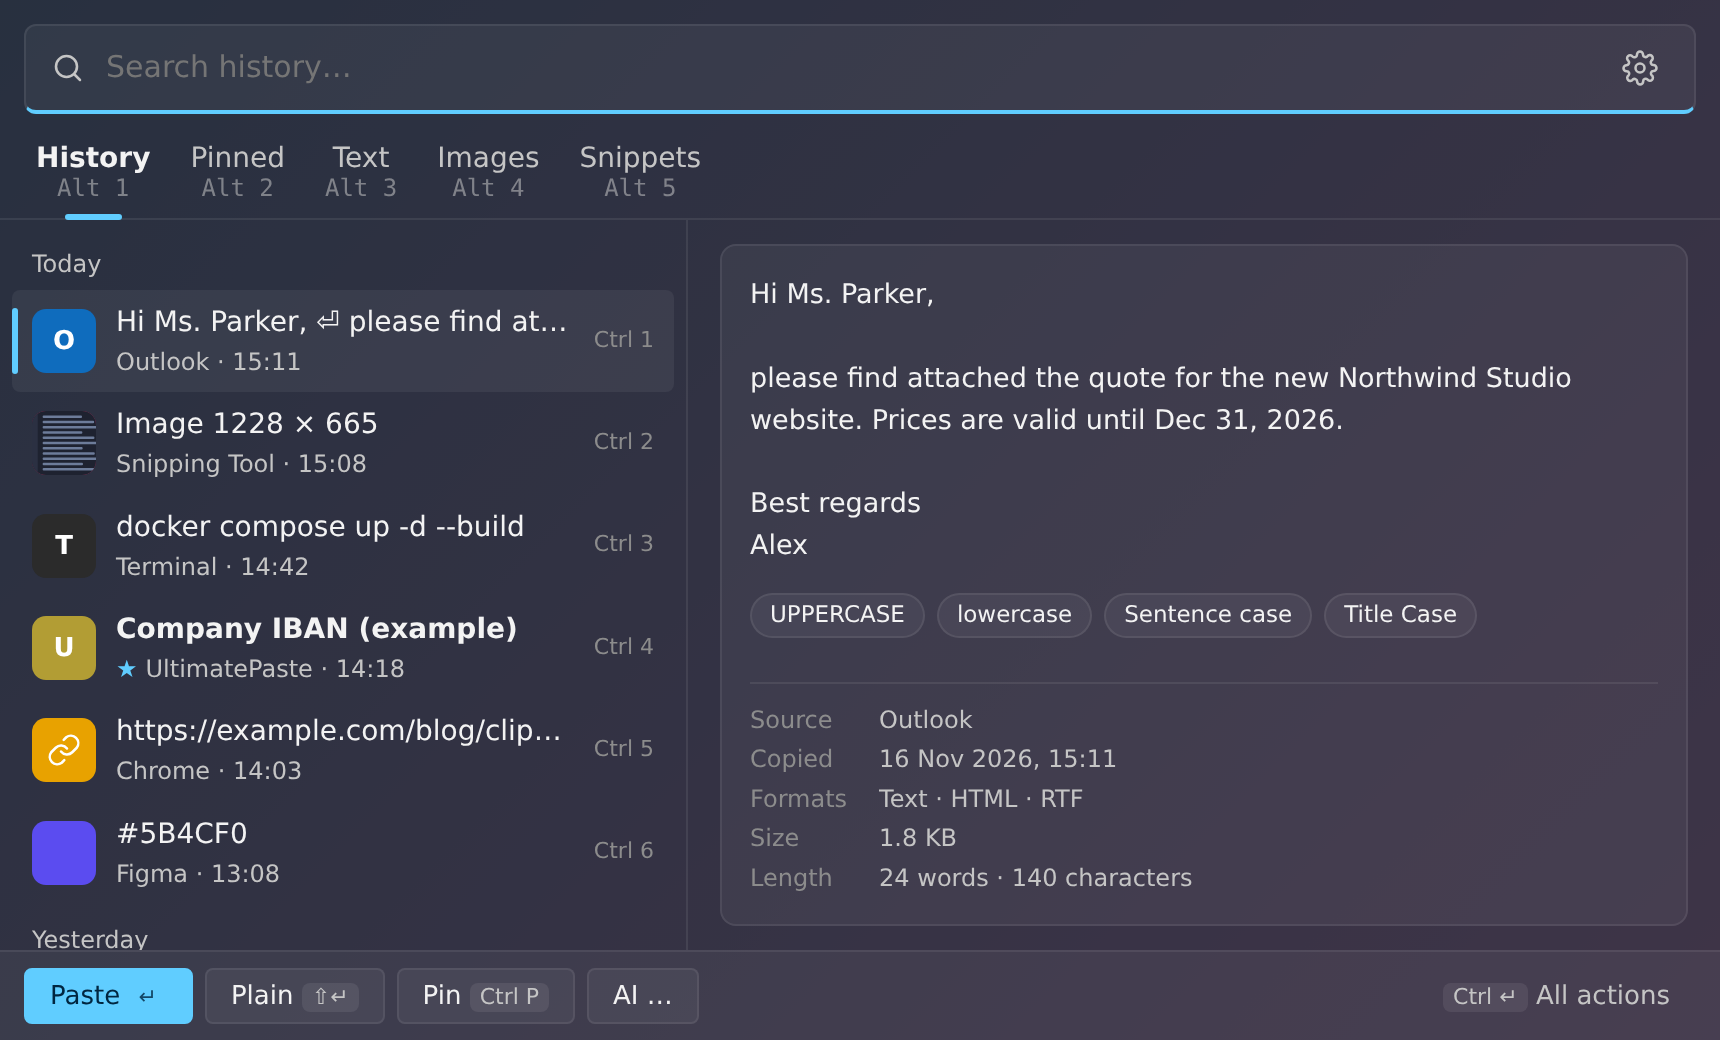 Search history…
History Pinned Text Images Snippets
Alt 1 Alt 2 Alt 3 Alt 4 Alt 5
Today
O
Hi Ms. Parker, ⏎ please find at…
Outlook · 15:11
Ctrl 1
Image 1228 × 665
Snipping Tool · 15:08
Ctrl 2
T
docker compose up -d --build
Terminal · 14:42
Ctrl 3
U
Company IBAN (example)
★ UltimatePaste · 14:18
Ctrl 4
https://example.com/blog/clip…
Chrome · 14:03
Ctrl 5
#5B4CF0
Figma · 13:08
Ctrl 6
Yesterday
Hi Ms. Parker,
please find attached the quote for the new Northwind Studio
website. Prices are valid until Dec 31, 2026.
Best regards
Alex
UPPERCASE lowercase Sentence case Title Case
Source Outlook
Copied 16 Nov 2026, 15:11
Formats Text · HTML · RTF
Size 1.8 KB
Length 24 words · 140 characters
Paste ↵ Plain ⇧↵ Pin Ctrl P AI … Ctrl ↵ All actions